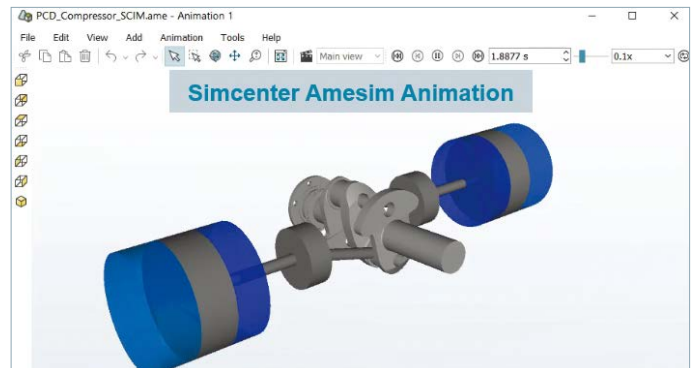 PCD_Compressor_SCIM.ame - Animation 1
File Edit View Add Animation Tools Help
Main view 1.8877 s 0.1x
Simcenter Amesim Animation